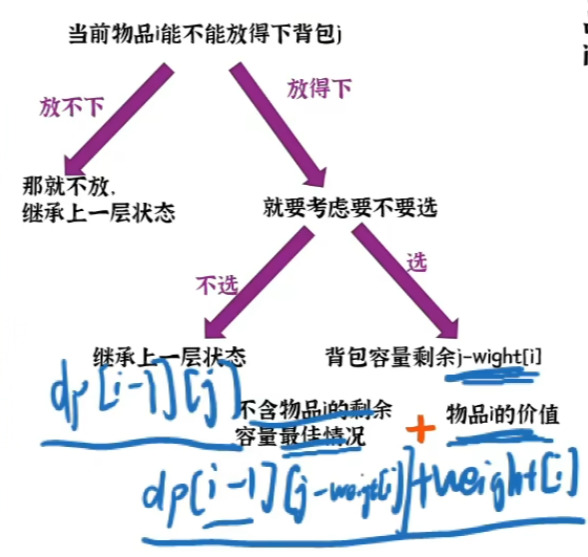 当前物品i能不能放得下背包j
放不下
放得下
那就不放,
继承上一层状态
就要考虑要不要选
不选
选
继承上一层状态
背包容量剩余j-wight[i]
dp[i-1][j]
不含物品i的剩余
容量最佳情况
+
物品i的价值
dp[i-1][j-weight[i]]+weight[i]